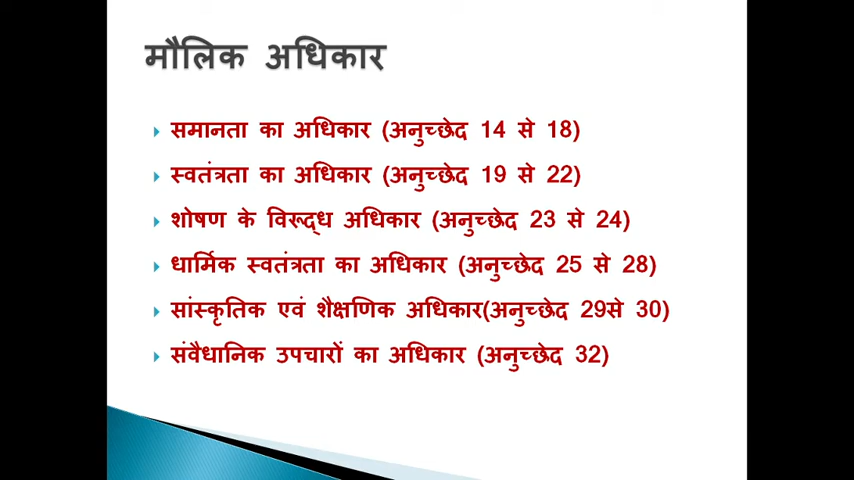 मौलिक अधिकार
समानता का अधिकार (अनुच्छेद 14 से 18)
स्वतंत्रता का अधिकार (अनुच्छेद 19 से 22)
शोषण के विरूद्ध अधिकार (अनुच्छेद 23 से 24)
धार्मिक स्वतंत्रता का अधिकार (अनुच्छेद 25 से 28)
सांस्कृतिक एवं शैक्षणिक अधिकार(अनुच्छेद 29से 30)
संवैधानिक उपचारों का अधिकार (अनुच्छेद 32)